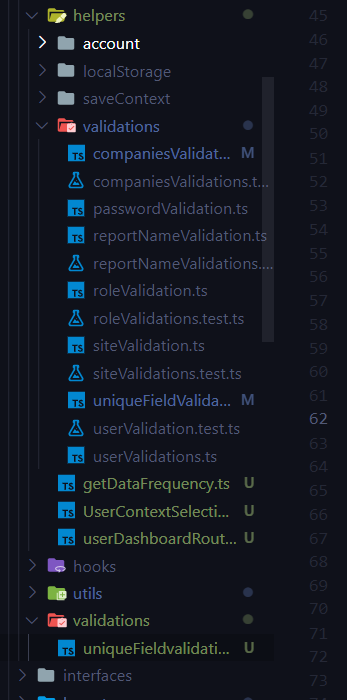 helpers
account
localStorage
saveContext
validations
TS companiesValidat... M
companiesValidations.t...
TS passwordValidation.ts
TS reportNameValidation.ts
reportNameValidations....
TS roleValidation.ts
roleValidations.test.ts
TS siteValidation.ts
siteValidations.test.ts
TS uniqueFieldValida... M
userValidation.test.ts
TS userValidations.ts
TS getDataFrequency.ts U
TS UserContextSelecti... U
TS userDashboardRout... U
hooks
utils
validations
TS uniqueFieldvalidati... U
interfaces
45
46
47
48
49
50
51
52
53
54
55
56
57
58
59
60
61
62
63
64
65
66
67
68
69
70
71
72
73
74